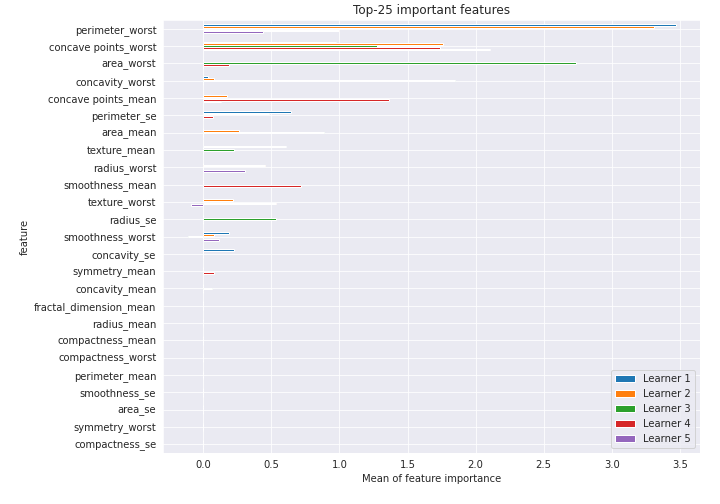 Top-25 important features
perimeter_worst
concave points_worst
area_worst
concavity_worst
concave points_mean
perimeter_se
area_mean
texture_mean
radius_worst
smoothness_mean
texture_worst
radius_se
smoothness_worst
concavity_se
symmetry_mean
concavity_mean
fractal_dimension_mean
radius_mean
compactness_mean
compactness_worst
perimeter_mean
smoothness_se
area_se
symmetry_worst
compactness_se
feature
Learner 1
Learner 2
Learner 3
Learner 4
Learner 5
0.0 0.5 1.0 1.5 2.0 2.5 3.0 3.5
Mean of feature importance